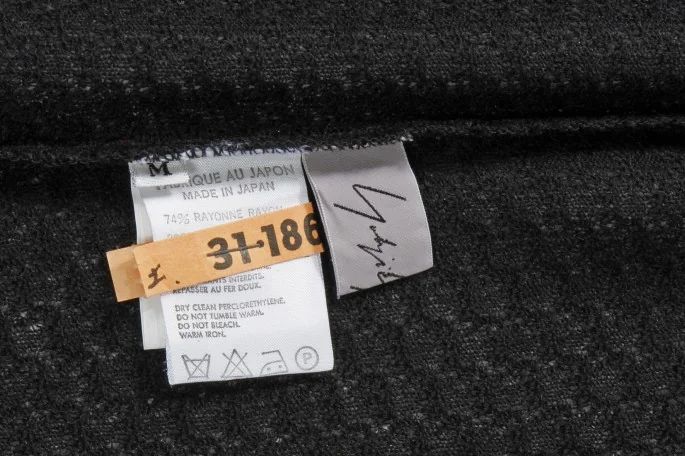 M
FABRIQUE AU JAPON
MADE IN JAPAN
74% RAYONNE RAYON
31-186
INTERDITS.
REPASSER AU FER DOUX.
DRY CLEAN PERCLORETHYLENE.
DO NOT TUMBLE WARM.
DO NOT BLEACH.
WARM IRON.
P